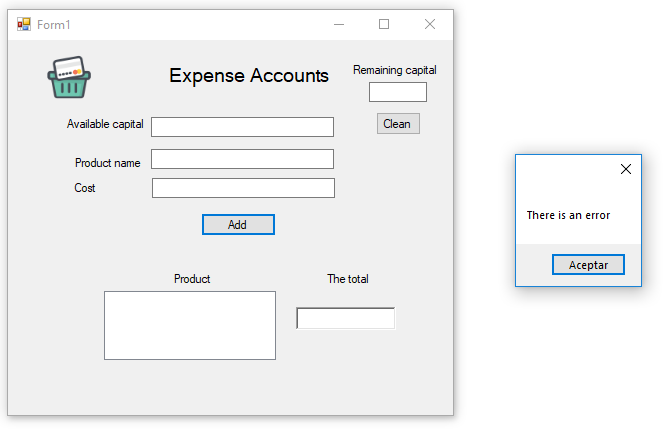 Form1
Expense Accounts
Remaining capital
Available capital
Clean
Product name
Cost
Add
Product
The total
There is an error
Aceptar